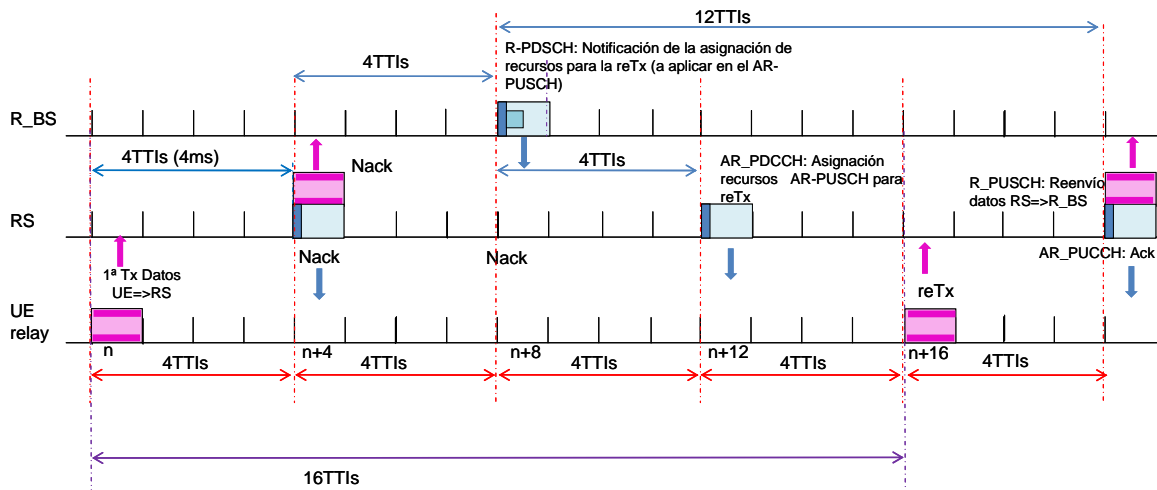 12TTIs
R-PDSCH: Notificación de la asignación de
recursos para la reTx (a aplicar en el AR-
PUSCH)
4TTIs
R_BS
4TTIs (4ms)
Nack
4TTIs
AR_PDCCH: Asignación
recursos AR-PUSCH para
reTx
R_PUSCH: Reenvío
datos RS=>R_BS
RS
Nack
Nack
AR_PUCCH: Ack
1ª Tx Datos
UE=>RS
reTx
UE
relay
n
n+4
n+8
n+12
n+16
4TTIs
4TTIs
4TTIs
4TTIs
4TTIs
16TTIs